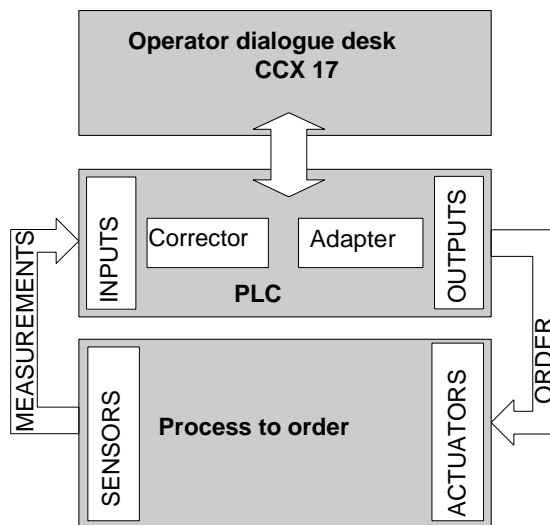 Operator dialogue desk
CCX 17
MEASUREMENTS
INPUTS
Corrector
Adapter
OUTPUTS
PLC
ORDER
SENSORS
Process to order
ACTUATORS